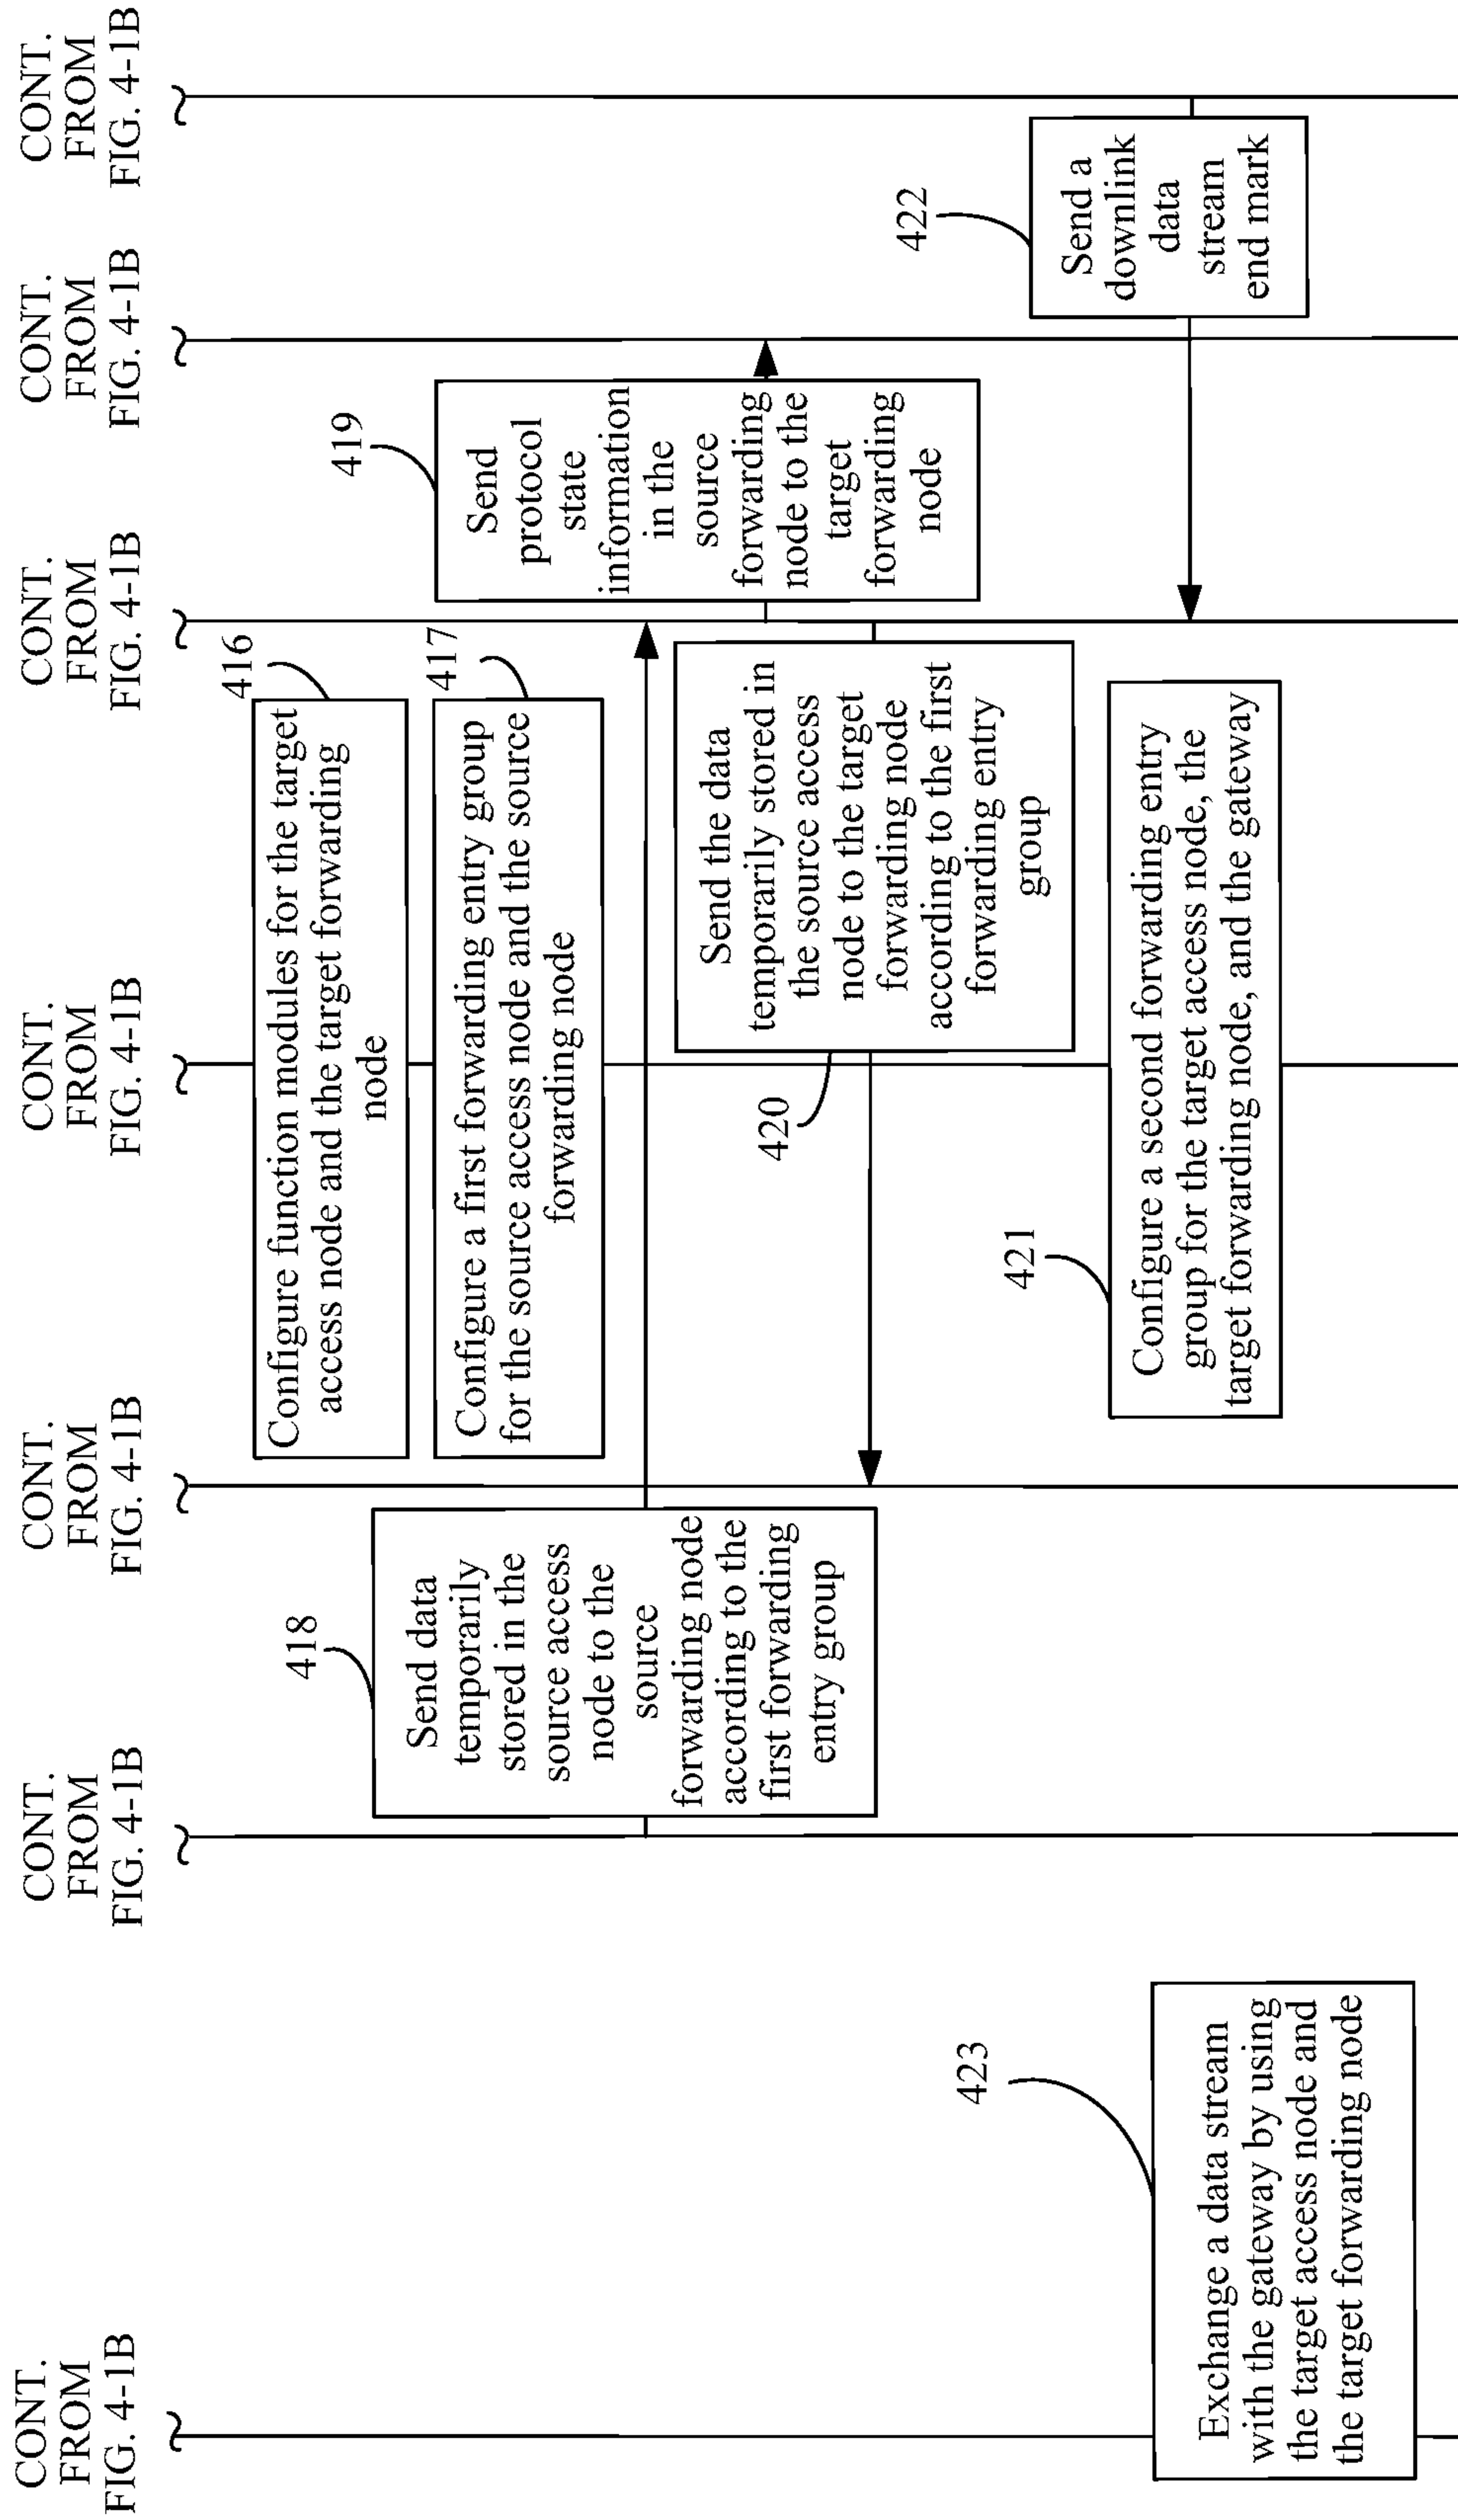 CONT.
FROM
FIG. 4-1B
CONT.
FROM
FIG. 4-1B
CONT.
FROM
FIG. 4-1B
CONT.
FROM
FIG. 4-1B
CONT.
FROM
FIG. 4-1B
CONT.
FROM
FIG. 4-1B
CONT.
FROM
FIG. 4-1B
416
Configure function modules for the target
access node and the target forwarding
node
417
Configure a first forwarding entry group
for the source access node and the source
forwarding node
418
Send data
temporarily
stored in the
source access
node to the
source
forwarding node
according to the
first forwarding
entry group
419
Send
protocol
state
information
in the
source
forwarding
node to the
target
forwarding
node
420
Send the data
temporarily stored in
the source access
node to the target
forwarding node
according to the first
forwarding entry
group
421
Configure a second forwarding entry
group for the target access node, the
target forwarding node, and the gateway
422
Send a
downlink
data
stream
end mark
423
Exchange a data stream
with the gateway by using
the target access node and
the target forwarding node